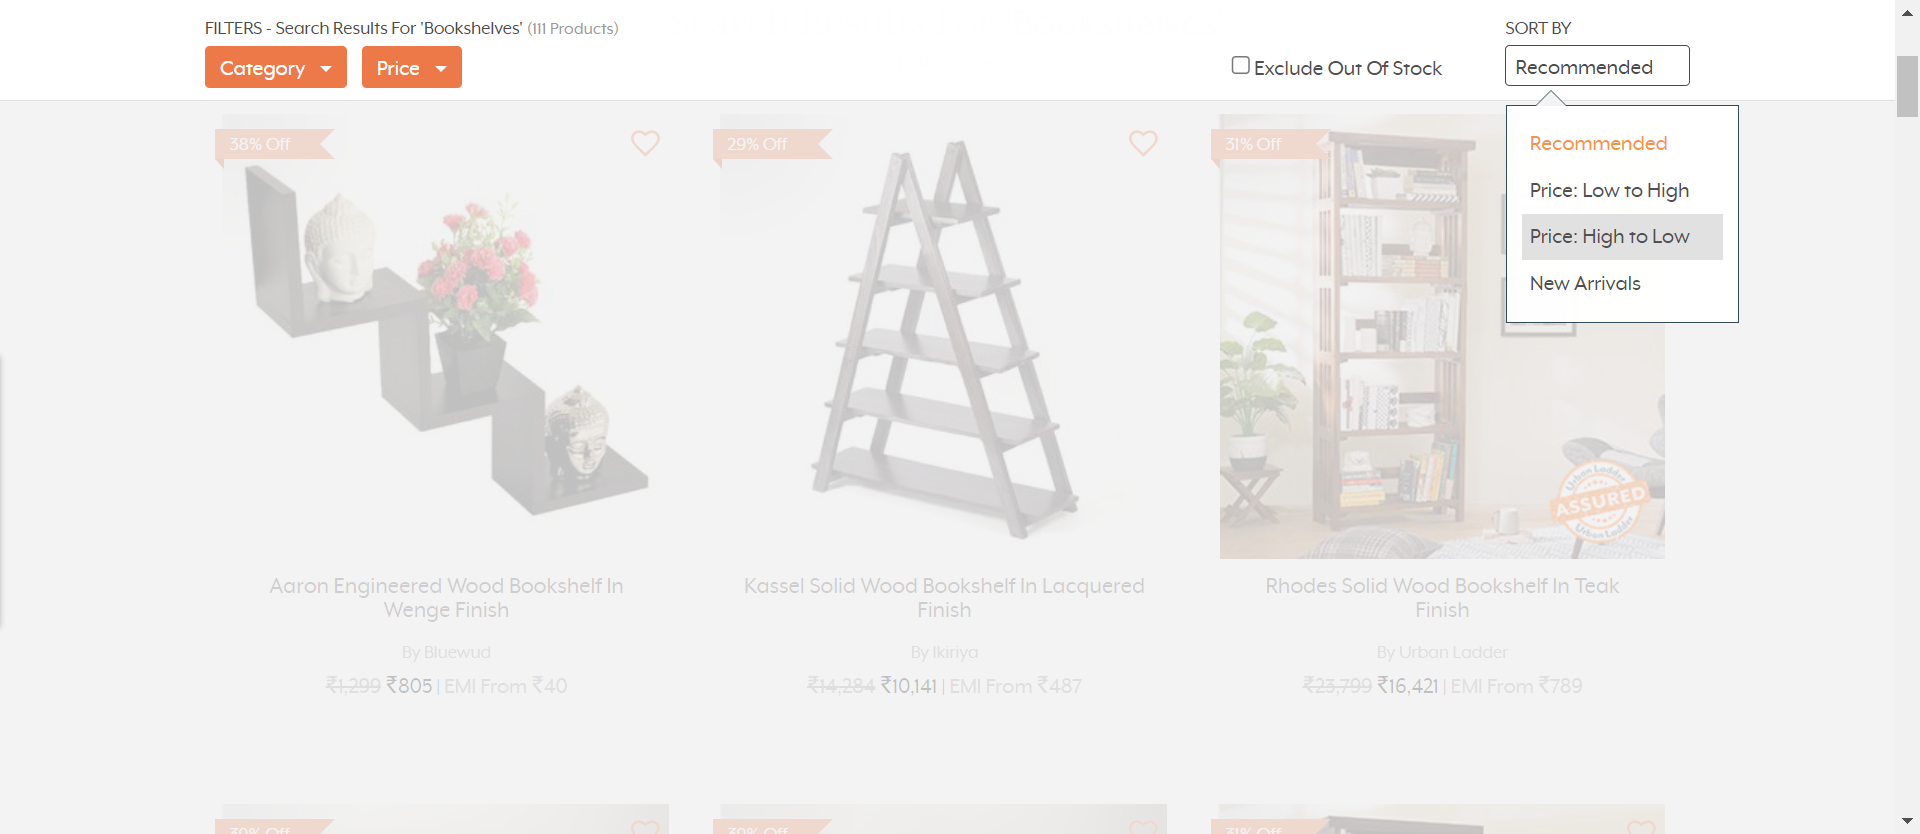 FILTERS - Search Results For 'Bookshelves' (111 Products)
Category
Price
Exclude Out Of Stock
SORT BY
Recommended
Recommended
Price: Low to High
Price: High to Low
New Arrivals
38% Off
29% Off
31% Off
Urban Ladder
ASSURED
Urban Ladder
Aaron Engineered Wood Bookshelf In
Wenge Finish
By Bluewud
₹1,299 ₹805 | EMI From ₹40
Kassel Solid Wood Bookshelf In Lacquered
Finish
By Ikiriya
₹14,284 ₹10,141 | EMI From ₹487
Rhodes Solid Wood Bookshelf In Teak
Finish
By Urban Ladder
₹23,799 ₹16,421 | EMI From ₹789
31% Off